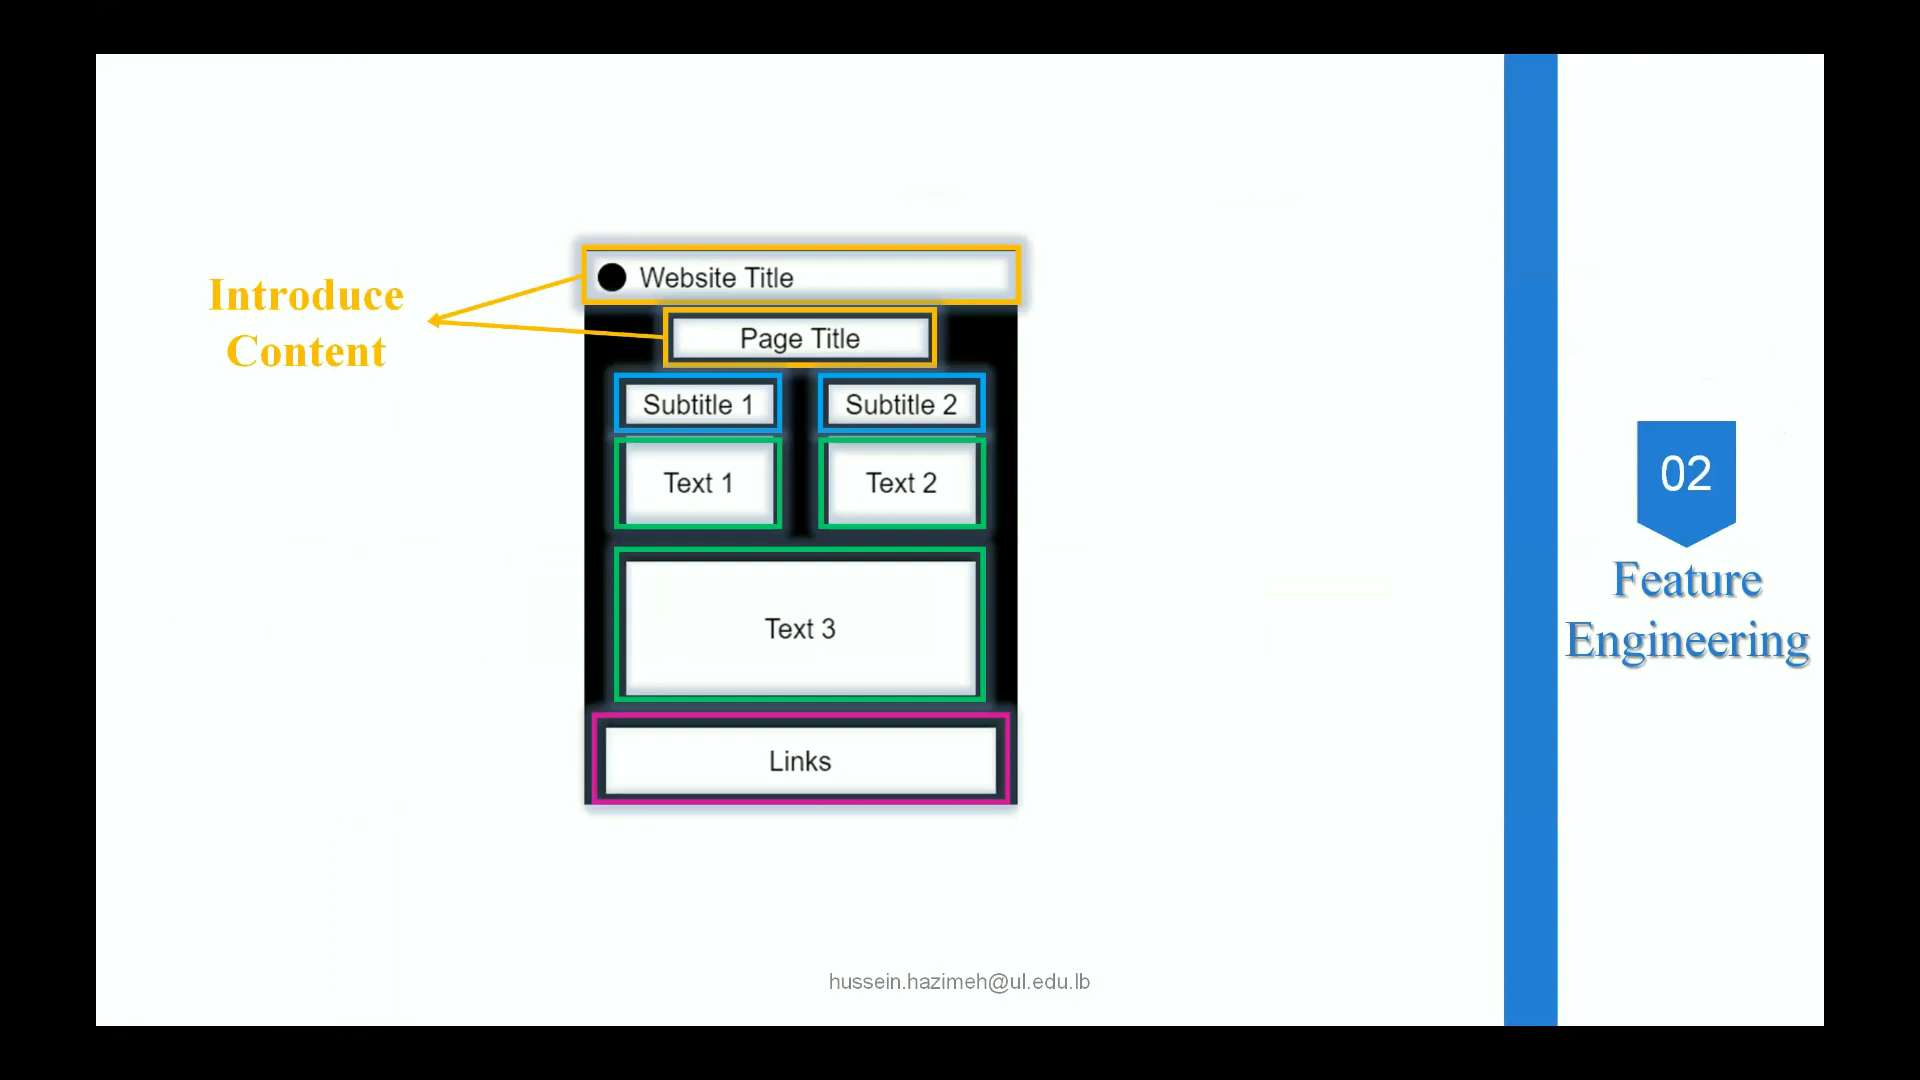 Introduce
Content
Website Title
Page Title
Subtitle 1
Subtitle 2
Text 1
Text 2
Text 3
Links
02
Feature
Engineering
hussein.hazimeh@ul.edu.lb